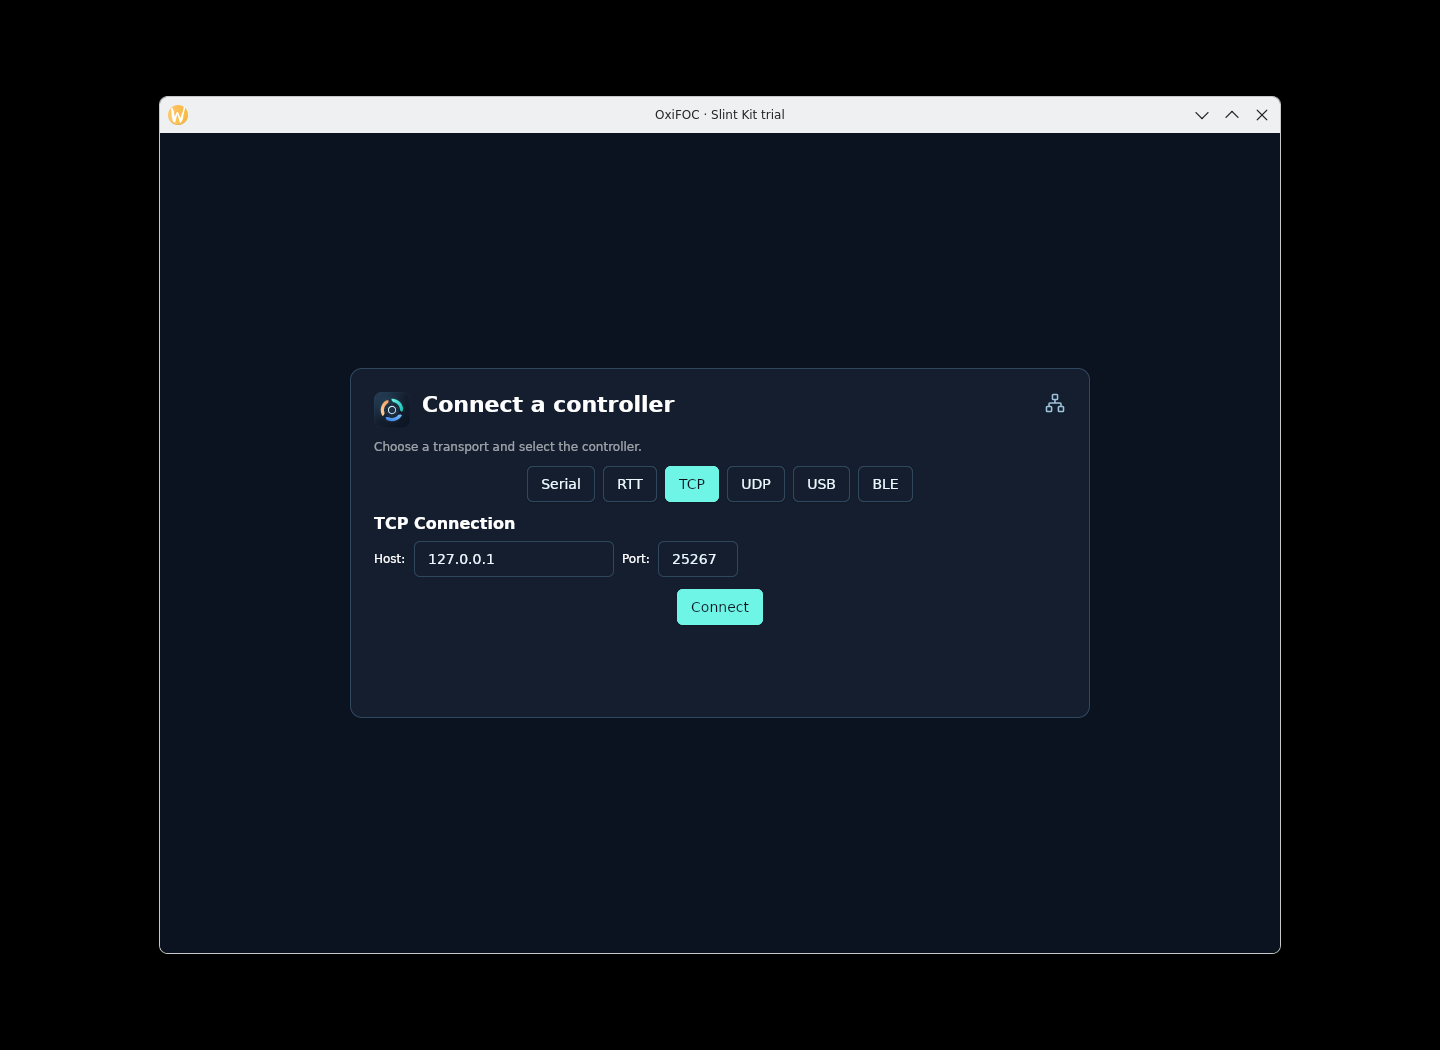 OxiFOC · Slint Kit trial
Connect a controller
Choose a transport and select the controller.
Serial RTT TCP UDP USB BLE
TCP Connection
Host: 127.0.0.1 Port: 25267
Connect